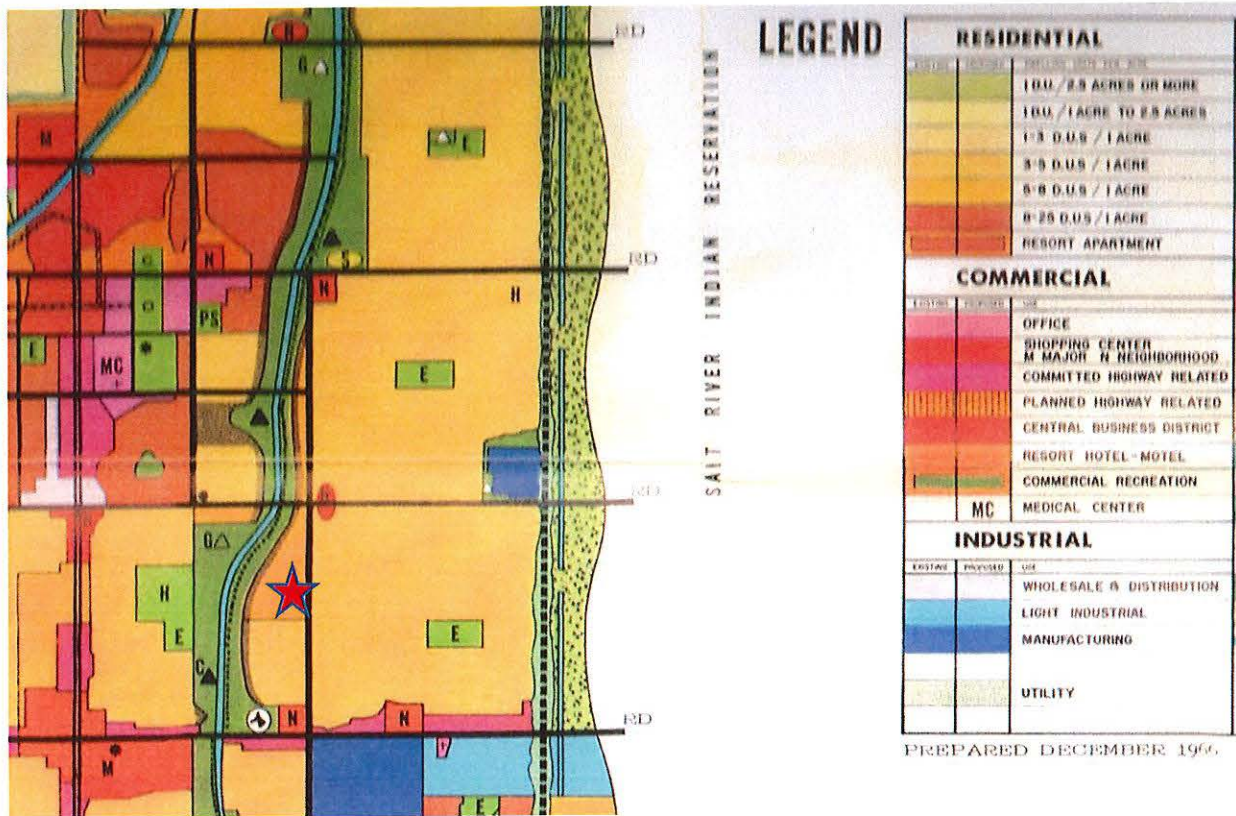 RD
N
G
M
E
RD
S
N
N
H
PS
E
MC
E
RD
G
H
E
E
C
N
N
RD
M
E
SALT RIVER INDIAN RESERVATION
LEGEND
RESIDENTIAL
1 D.U. / 2.5 ACRES OR MORE
1 D.U. / 1 ACRE TO 2.5 ACRES
1-3 D.U.S / 1 ACRE
3-5 D.U.S / 1 ACRE
5-8 D.U.S / 1 ACRE
8-25 D.U.S / 1 ACRE
RESORT APARTMENT
COMMERCIAL
EXISTING PROPOSED USE
OFFICE
SHOPPING CENTER
M MAJOR N NEIGHBORHOOD
COMMITTED HIGHWAY RELATED
PLANNED HIGHWAY RELATED
CENTRAL BUSINESS DISTRICT
RESORT HOTEL-MOTEL
COMMERCIAL RECREATION
MC MEDICAL CENTER
INDUSTRIAL
EXISTING PROPOSED USE
WHOLESALE & DISTRIBUTION
LIGHT INDUSTRIAL
MANUFACTURING
UTILITY
PREPARED DECEMBER 1966